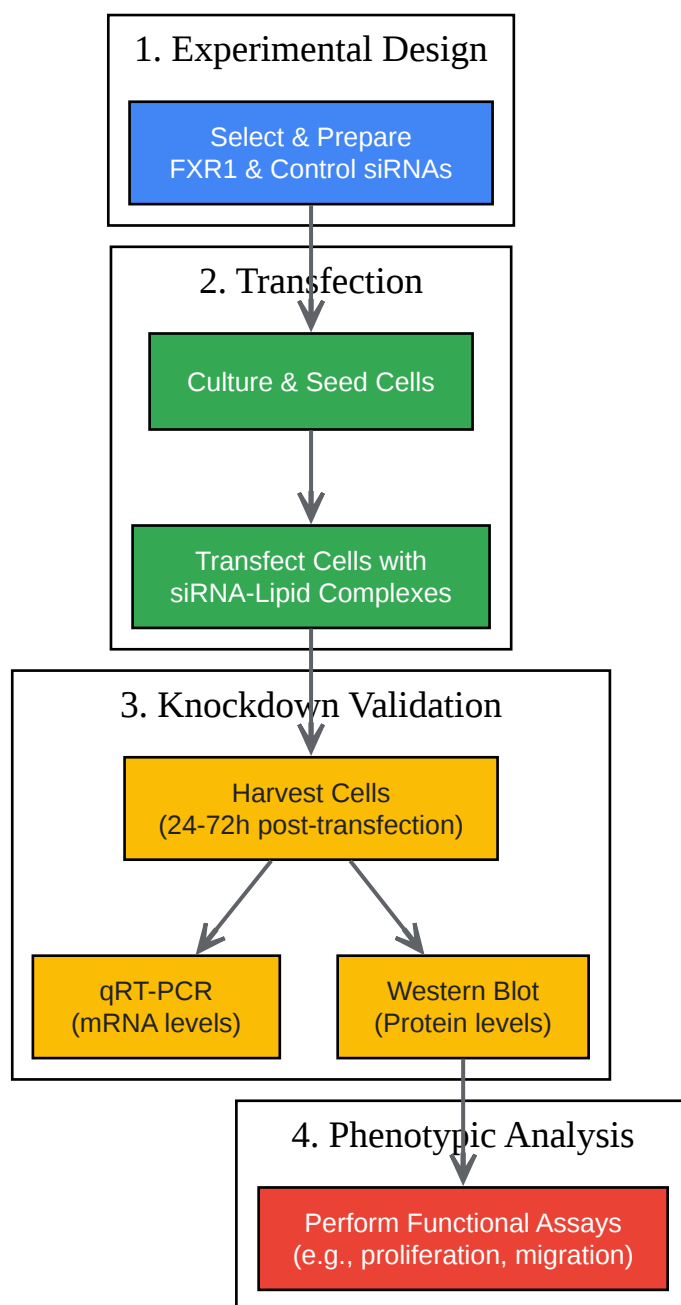 1. Experimental Design
Select & Prepare
FXR1 & Control siRNAs
2. Transfection
Culture & Seed Cells
Transfect Cells with
siRNA-Lipid Complexes
3. Knockdown Validation
Harvest Cells
(24-72h post-transfection)
qRT-PCR
(mRNA levels)
Western Blot
(Protein levels)
4. Phenotypic Analysis
Perform Functional Assays
(e.g., proliferation, migration)